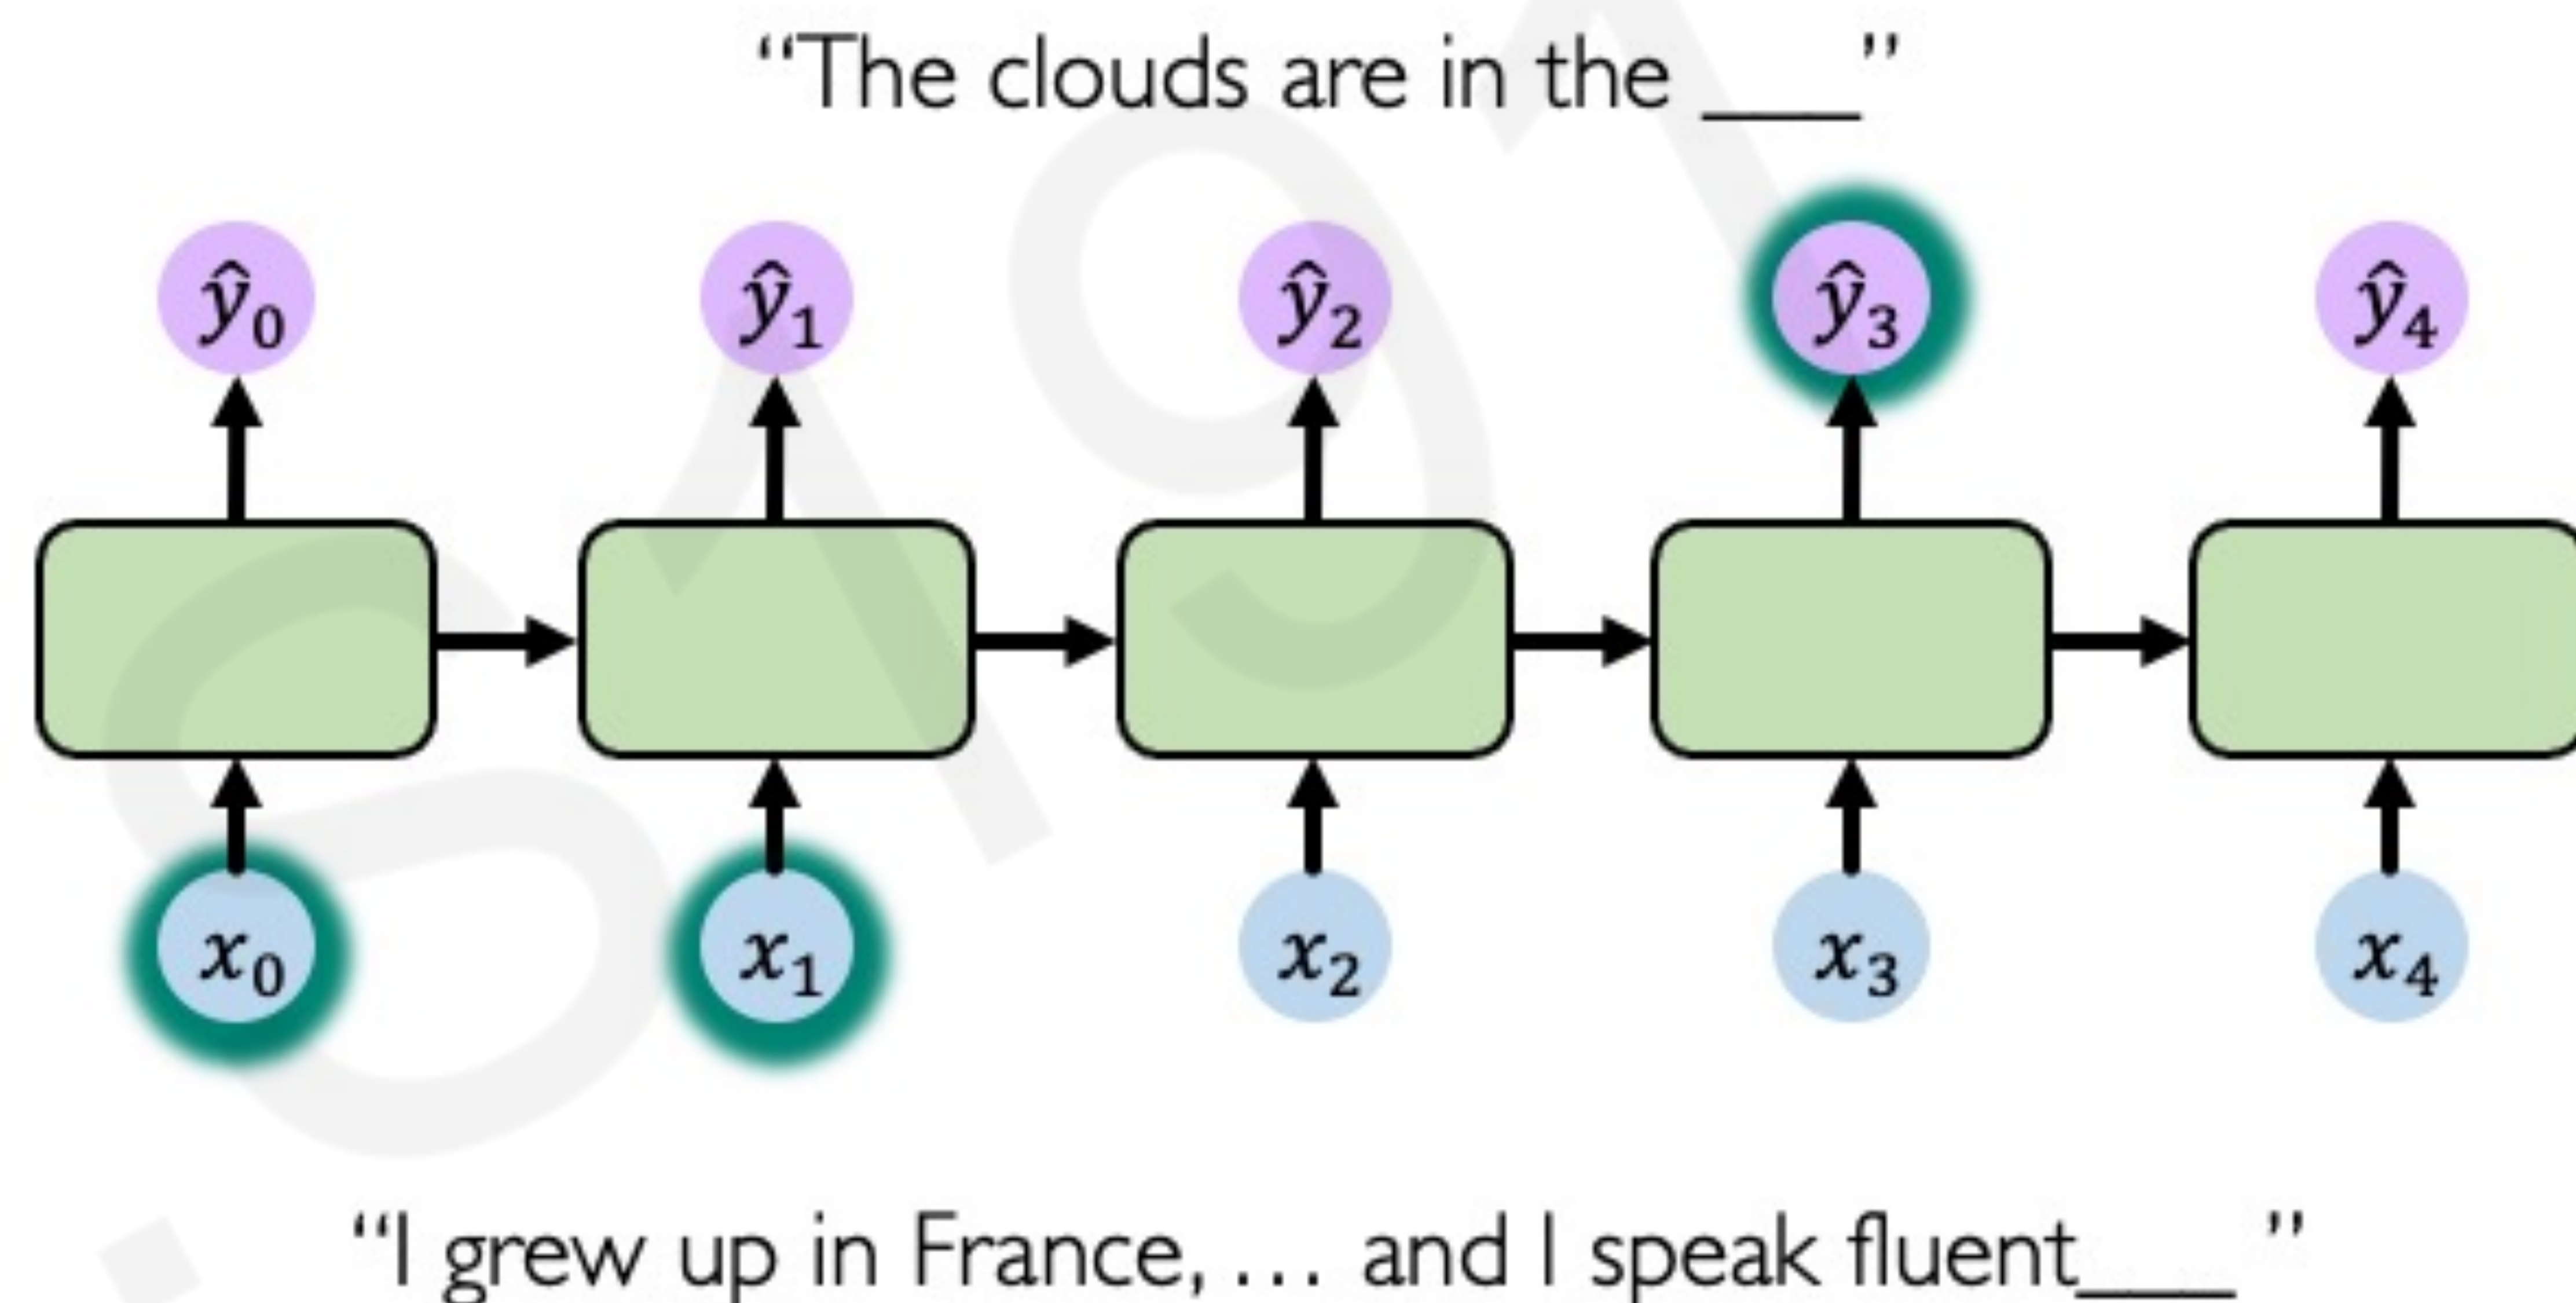 “The clouds are in the ___”
ŷ0 ŷ1 ŷ2 ŷ3 ŷ4
x0 x1 x2 x3 x4
“I grew up in France, ... and I speak fluent___ ”